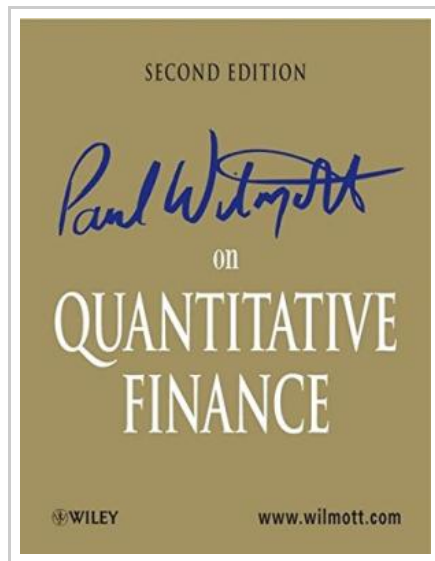 SECOND EDITION
Paul Wilmott
on
QUANTITATIVE
FINANCE
WILEY
www.wilmott.com